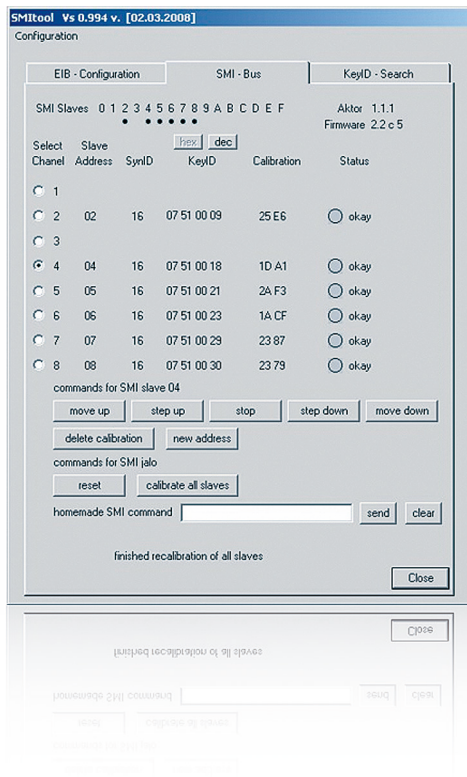 SMItool Vs 0.994 v. [02.03.2008]
Configuration
EIB - Configuration SMI - Bus KeyID - Search
SMI Slaves 0 1 2 3 4 5 6 7 8 9 A B C D E F Aktor 1.1.1
Firmware 2.2 c 5
hex dec
Select Slave
Chanel Address SynID KeyID Calibration Status
1
2 02 16 07 51 00 09 25 E6 okay
3
4 04 16 07 51 00 18 1D A1 okay
5 05 16 07 51 00 21 2A F3 okay
6 06 16 07 51 00 23 1A CF okay
7 07 16 07 51 00 29 23 87 okay
8 08 16 07 51 00 30 23 79 okay
commands for SMI slave 04
move up step up stop step down move down
delete calibration new address
commands for SMI jalo
reset calibrate all slaves
homemade SMI command send clear
finished recalibration of all slaves
Close